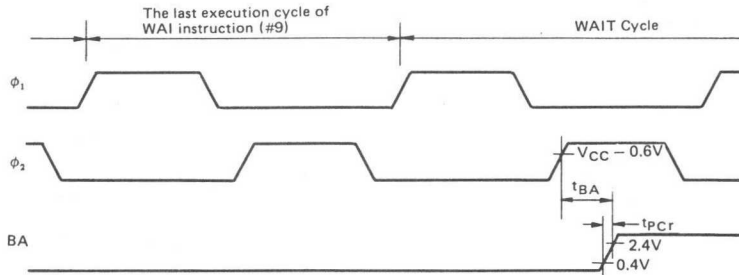 The last execution cycle of
WAI instruction (#9)
WAIT Cycle
ϕ₁
ϕ₂
VCC − 0.6V
tBA
tPCr
BA
2.4V
0.4V